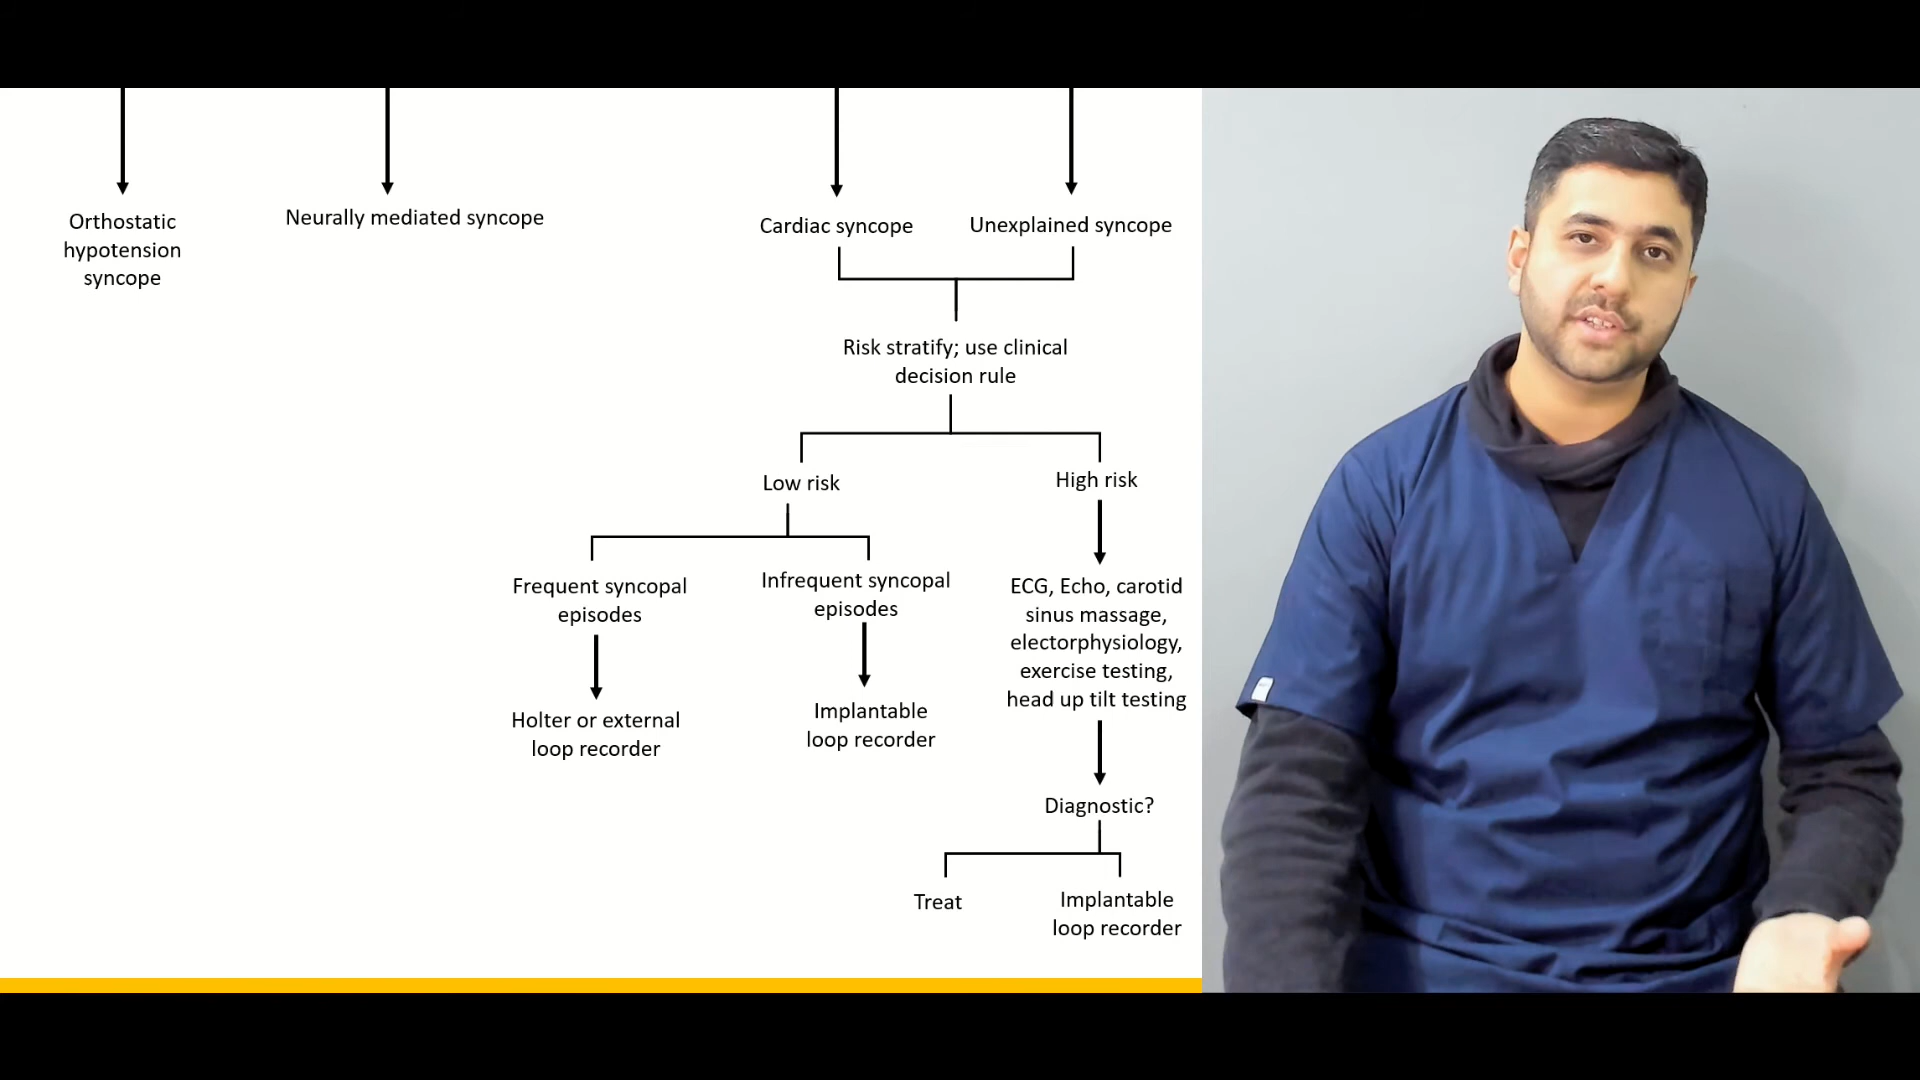 Orthostatic
hypotension
syncope
Neurally mediated syncope
Cardiac syncope
Unexplained syncope
Risk stratify; use clinical
decision rule
Low risk
High risk
Frequent syncopal
episodes
Infrequent syncopal
episodes
ECG, Echo, carotid
sinus massage,
electorphysiology,
exercise testing,
head up tilt testing
Holter or external
loop recorder
Implantable
loop recorder
Diagnostic?
Treat
Implantable
loop recorder